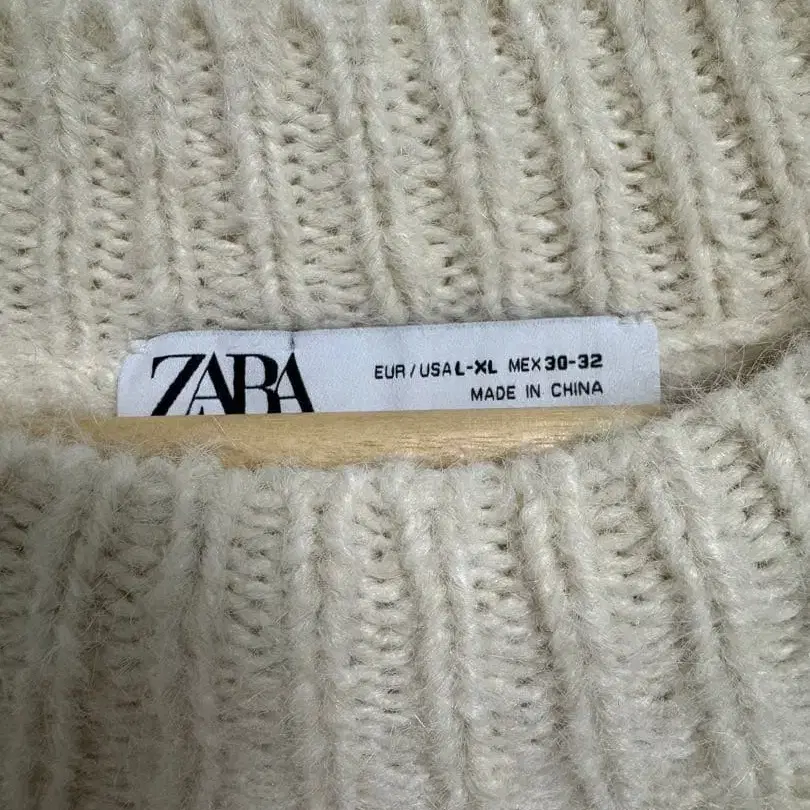 ZARA
EUR / USA L-XL MEX 30-32
MADE IN CHINA